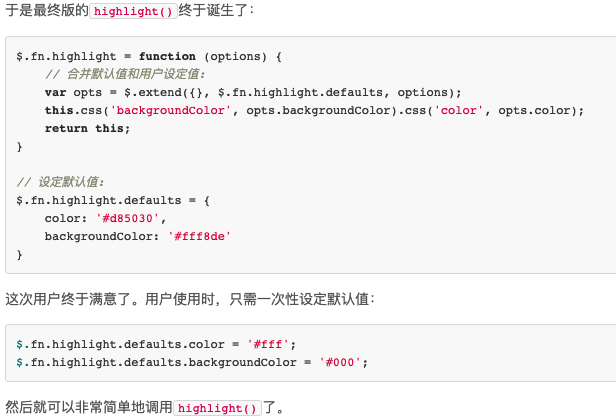 于是最终版的highlight()终于诞生了：
$.fn.highlight = function (options) {
    // 合并默认值和用户设定值：
    var opts = $.extend({}, $.fn.highlight.defaults, options);
    this.css('backgroundColor', opts.backgroundColor).css('color', opts.color);
    return this;
}
// 设定默认值：
$.fn.highlight.defaults = {
    color: '#d85030',
    backgroundColor: '#fff8de'
}
这次用户终于满意了。用户使用时，只需一次性设定默认值：
$.fn.highlight.defaults.color = '#fff';
$.fn.highlight.defaults.backgroundColor = '#000';
然后就可以非常简单地调用highlight()了。